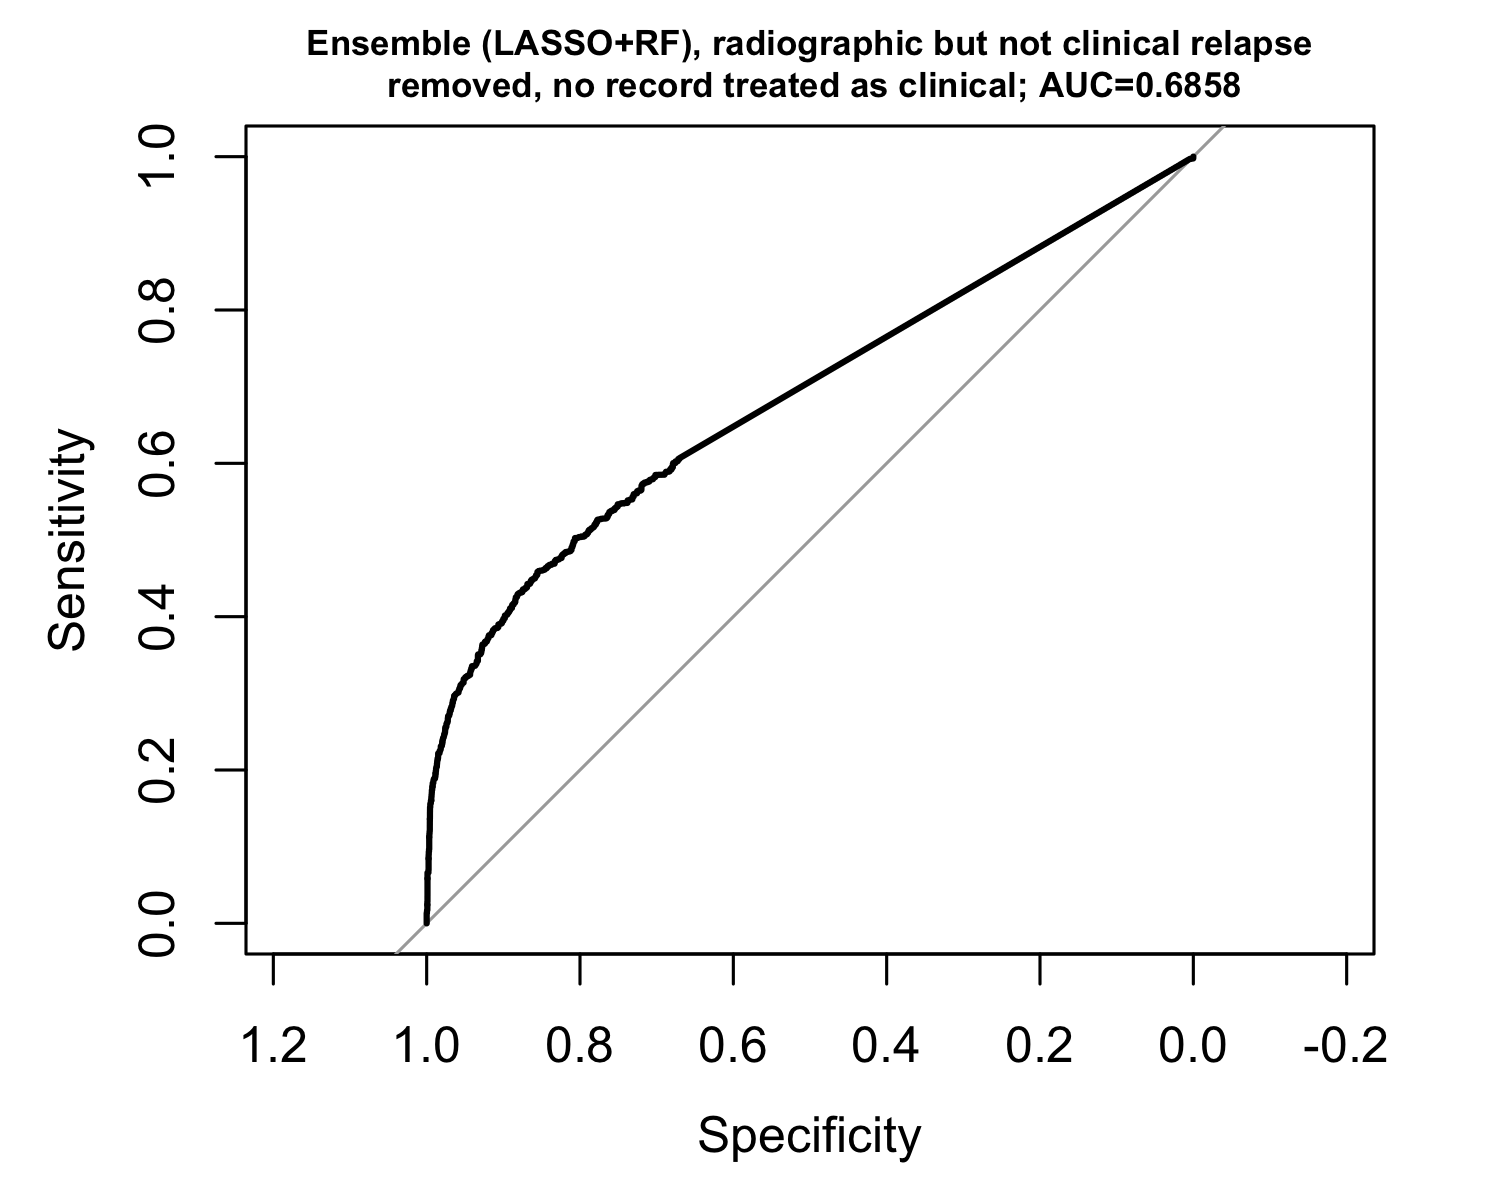 Ensemble (LASSO+RF), radiographic but not clinical relapse
removed, no record treated as clinical; AUC=0.6858
Sensitivity
1.0
0.8
0.6
0.4
0.2
0.0
1.2 1.0 0.8 0.6 0.4 0.2 0.0 -0.2
Specificity